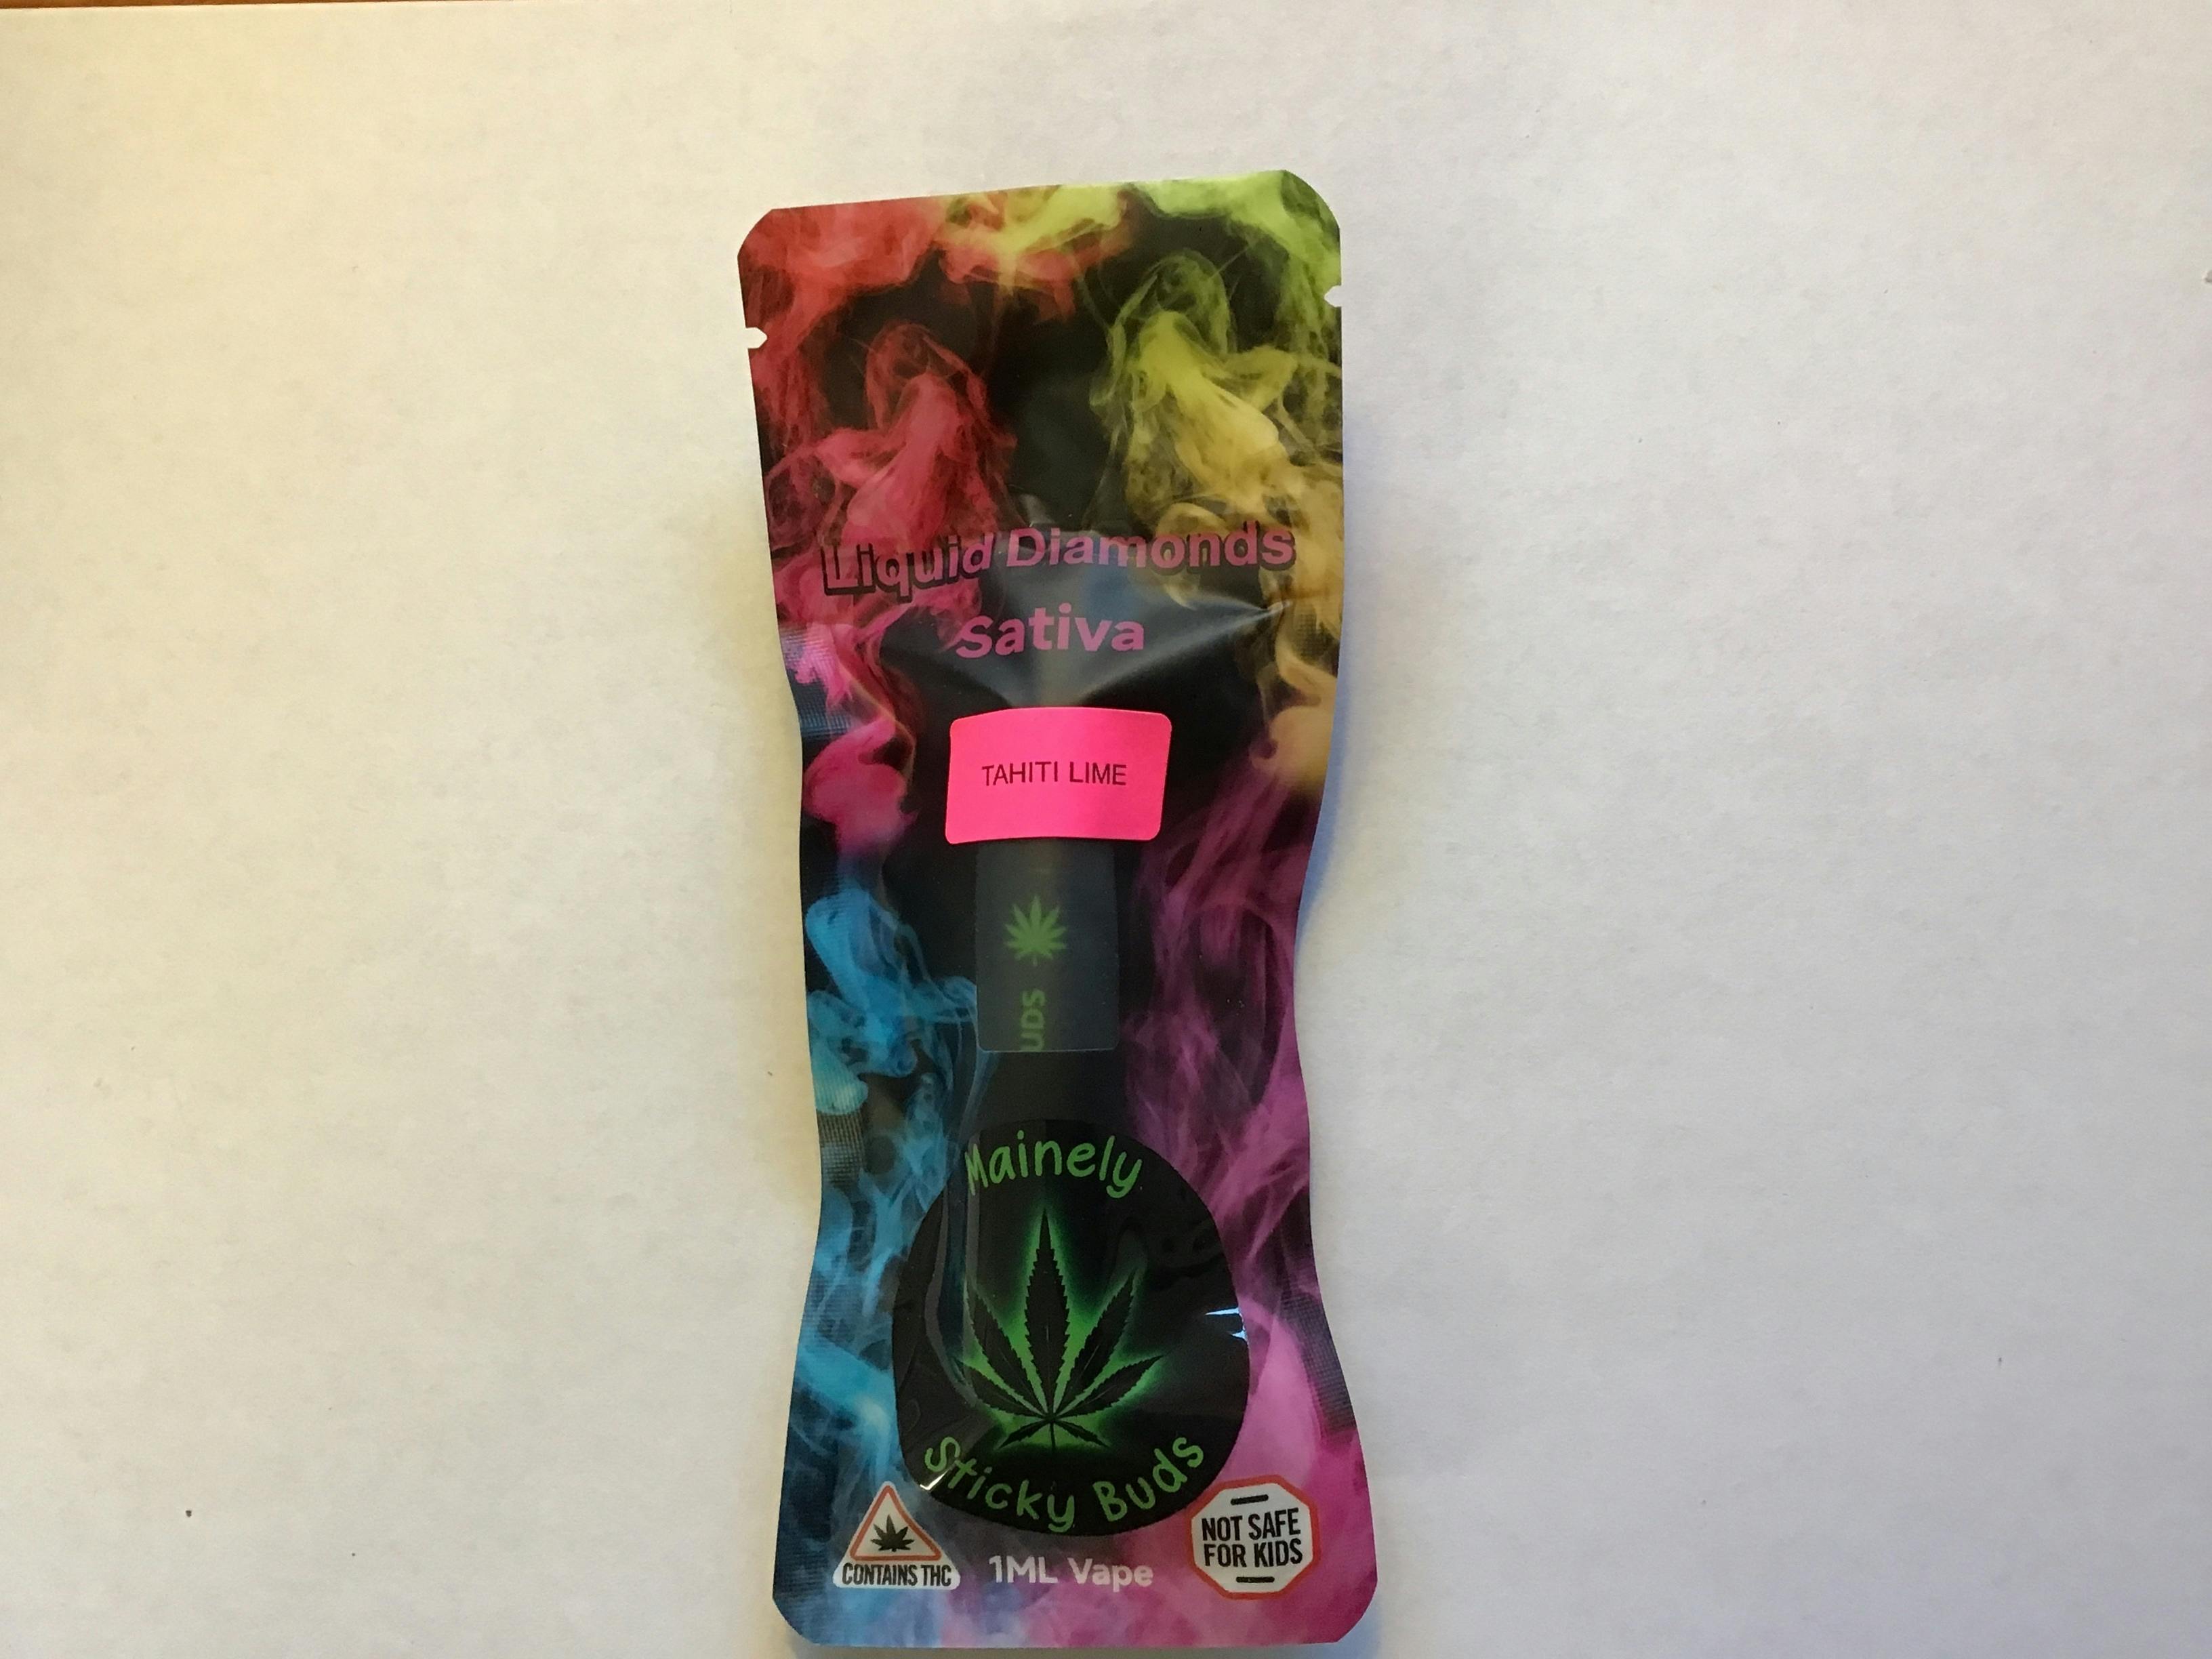 Liquid Diamonds
Sativa
TAHITI LIME
UDS
Mainely
Sticky Buds
CONTAINS THC
1ML Vape
NOT SAFE
FOR KIDS